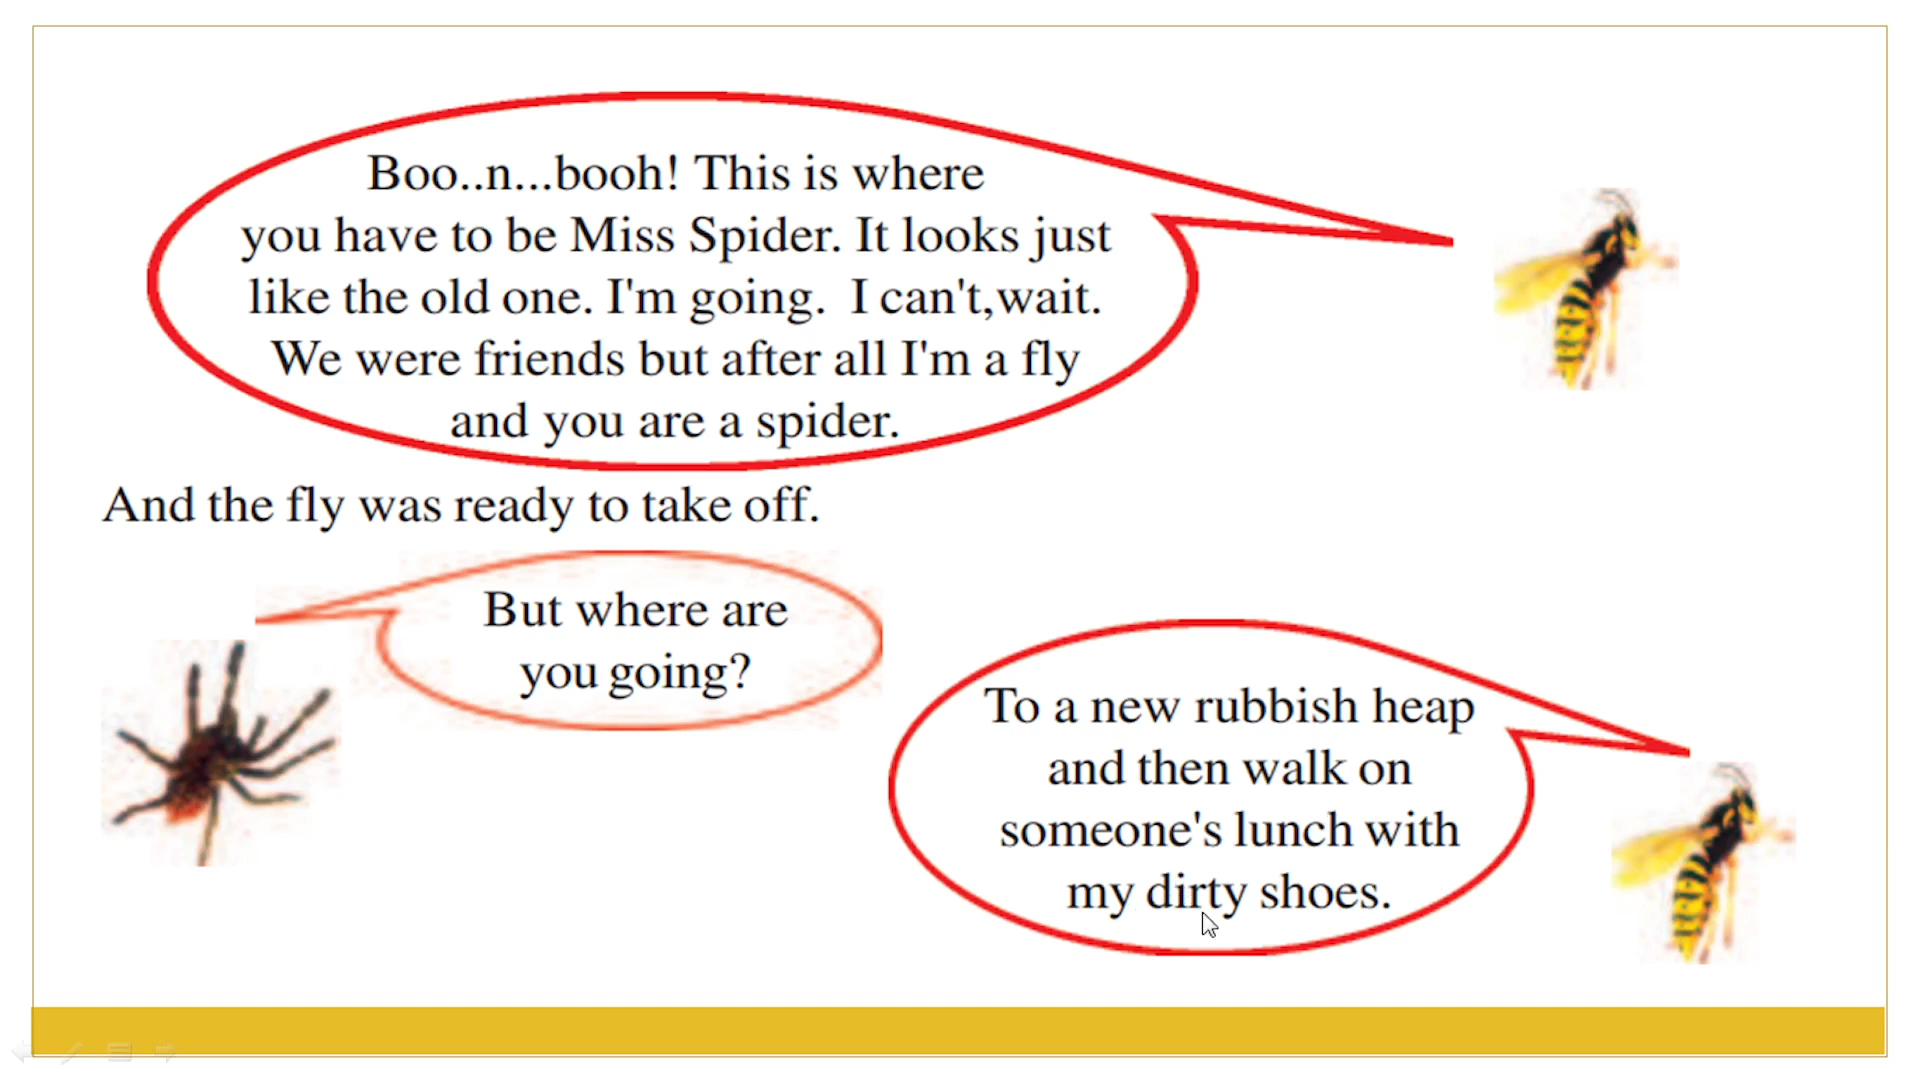 Boo..n...booh! This is where
you have to be Miss Spider. It looks just
like the old one. I'm going.  I can't,wait.
We were friends but after all I'm a fly
and you are a spider.
And the fly was ready to take off.
But where are
you going?
To a new rubbish heap
and then walk on
someone's lunch with
my dirty shoes.